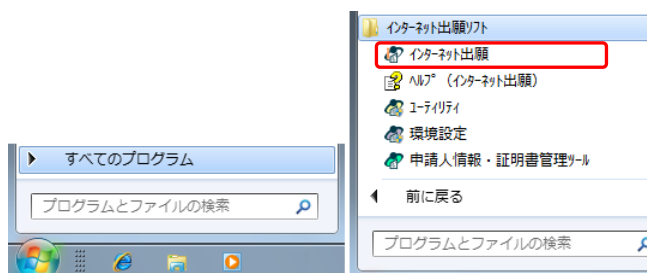 すべてのプログラム
プログラムとファイルの検索
インターネット出願ソフト
インターネット出願
ヘルプ (インターネット出願)
ユーティリティ
環境設定
申請人情報・証明書管理ツール
前に戻る
プログラムとファイルの検索